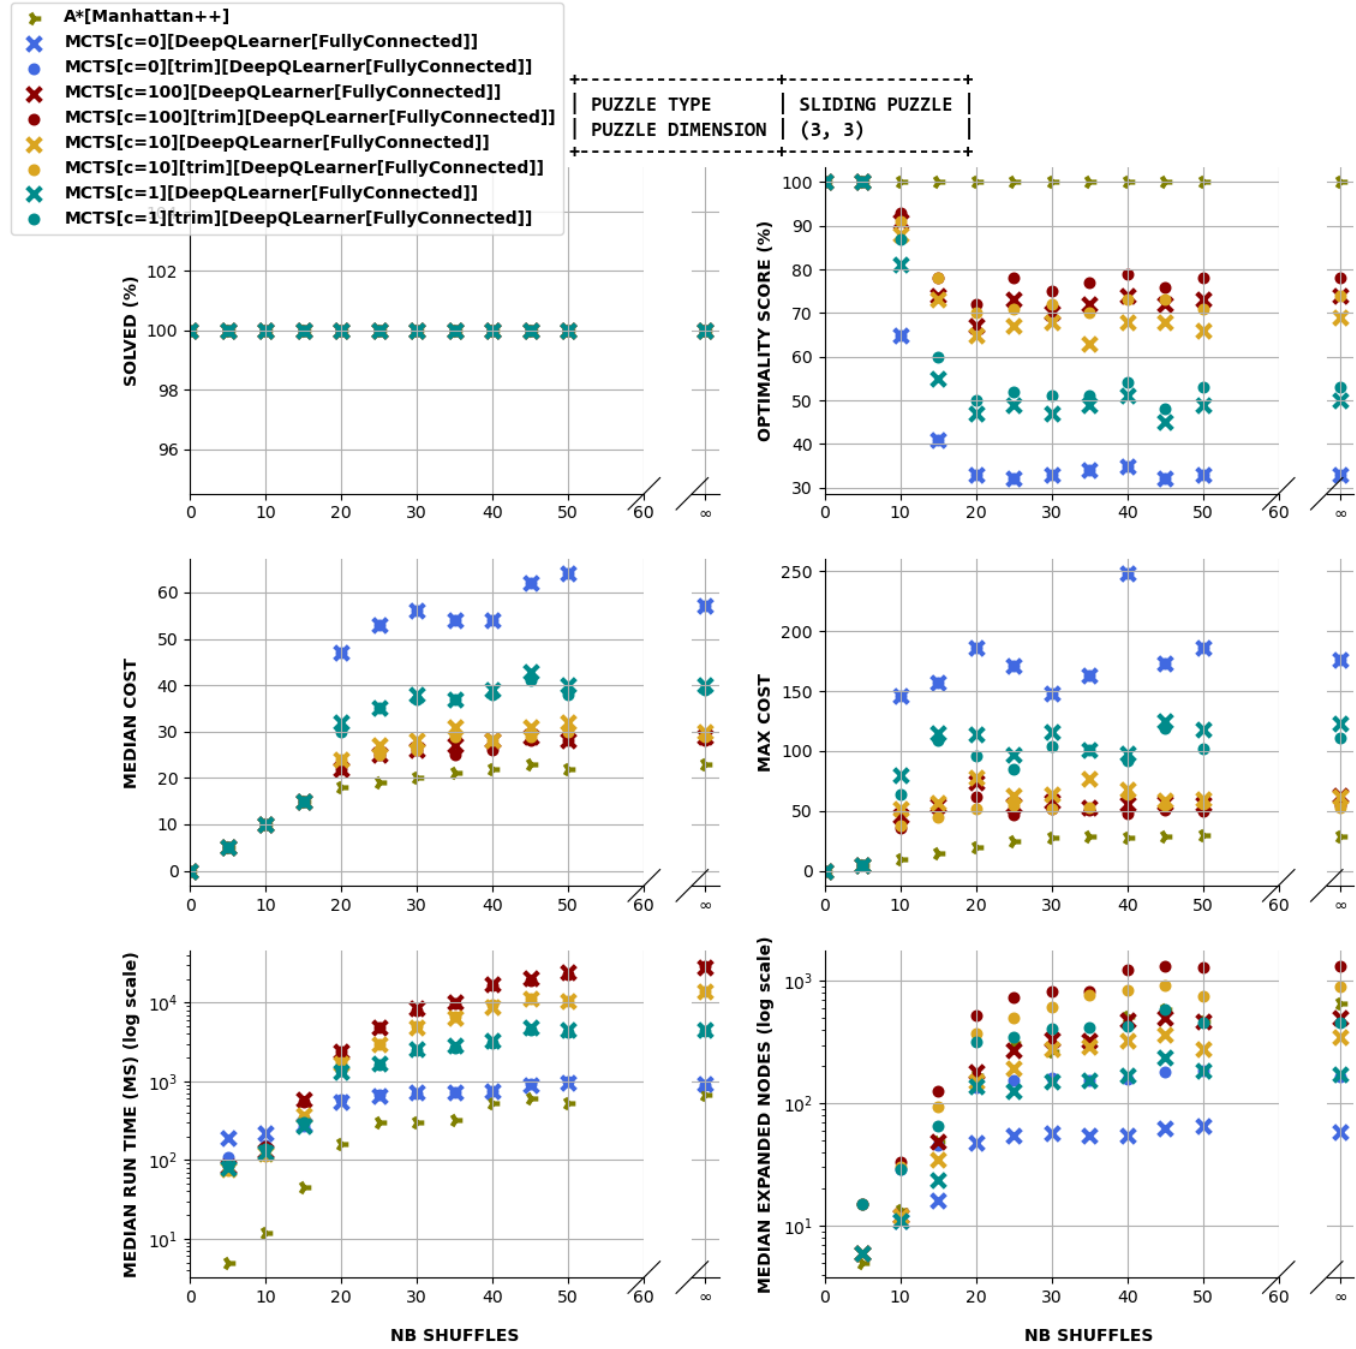 A*[Manhattan++]
MCTS[c=0][DeepQLearner[FullyConnected]]
MCTS[c=0][trim][DeepQLearner[FullyConnected]]
MCTS[c=100][DeepQLearner[FullyConnected]]
MCTS[c=100][trim][DeepQLearner[FullyConnected]]
MCTS[c=10][DeepQLearner[FullyConnected]]
MCTS[c=10][trim][DeepQLearner[FullyConnected]]
MCTS[c=1][DeepQLearner[FullyConnected]]
MCTS[c=1][trim][DeepQLearner[FullyConnected]]
+--------------------+------------------+
| PUZZLE TYPE | SLIDING PUZZLE |
| PUZZLE DIMENSION | (3, 3) |
+--------------------+------------------+
SOLVED (%)
104
102
100
98
96
0 10 20 30 40 50 60 ∞
OPTIMALITY SCORE (%)
100
90
80
70
60
50
40
30
0 10 20 30 40 50 60 ∞
MEDIAN COST
60
50
40
30
20
10
0
0 10 20 30 40 50 60 ∞
MAX COST
250
200
150
100
50
0
0 10 20 30 40 50 60 ∞
MEDIAN RUN TIME (MS) (log scale)
10⁴
10³
10²
10¹
0 10 20 30 40 50 60 ∞
NB SHUFFLES
MEDIAN EXPANDED NODES (log scale)
10³
10²
10¹
0 10 20 30 40 50 60 ∞
NB SHUFFLES